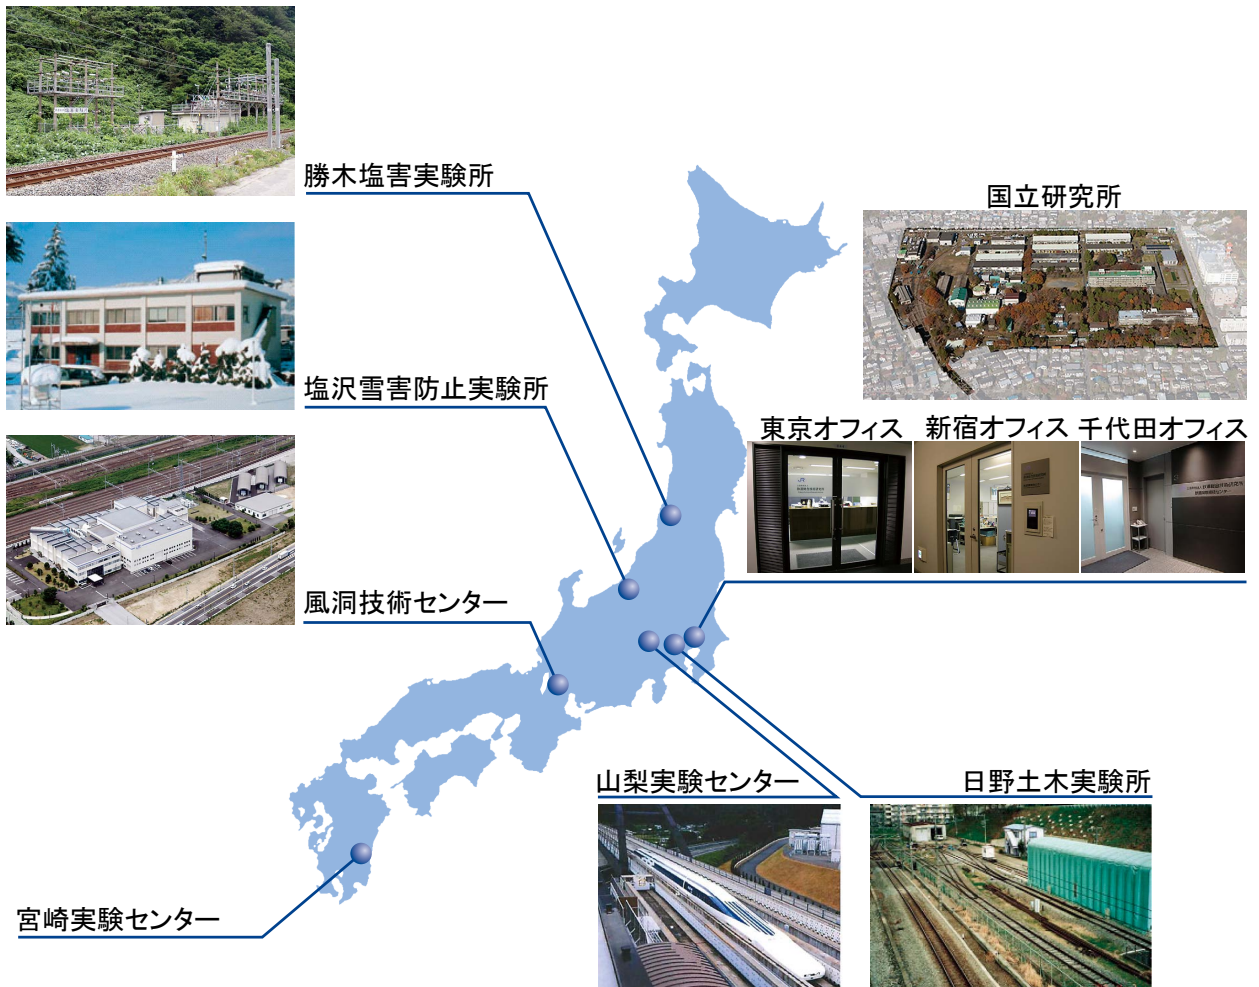 勝木塩害実験所
国立研究所
塩沢雪害防止実験所
東京オフィス
新宿オフィス
千代田オフィス
風洞技術センター
山梨実験センター
日野土木実験所
宮崎実験センター